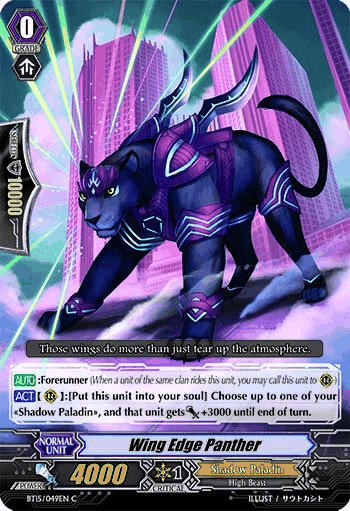 0
GRADE
SHIELD
10000
Those wings do more than just tear up the atmosphere.
AUTO :Forerunner (When a unit of the same clan rides this unit, you may call this unit to Ⓡ)
ACT [Ⓡ]:[Put this unit into your soul] Choose up to one of your
«Shadow Paladin», and that unit gets +3000 until end of turn.
NORMAL
UNIT
Wing Edge Panther
POWER
4000
1
CRITICAL
Shadow Paladin
High Beast
BT15/049EN C
ILLUST / サウトカシト